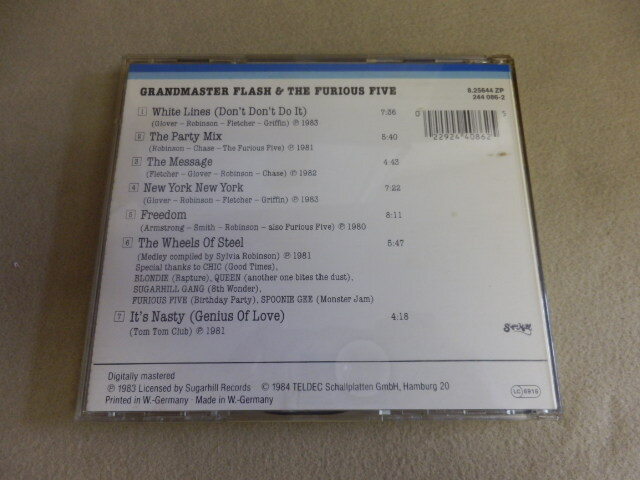 GRANDMASTER FLASH & THE FURIOUS FIVE
8.25644 ZP
244 086-2
1 White Lines (Don't Don't Do It) 7:36
(Glover – Robinson – Fletcher – Griffin) ℗ 1983
2 The Party Mix 5:40
(Robinson – Chase – The Furious Five) ℗ 1981
3 The Message 4:43
(Fletcher – Glover – Robinson – Chase) ℗ 1982
4 New York New York 7:22
(Glover – Robinson – Fletcher – Griffin) ℗ 1983
5 Freedom 8:11
(Armstrong – Smith – Robinson – also Furious Five) ℗ 1980
6 The Wheels Of Steel 5:47
(Medley compiled by Sylvia Robinson) ℗ 1981
Special thanks to CHIC (Good Times),
BLONDIE (Rapture), QUEEN (another one bites the dust),
SUGARHILL GANG (8th Wonder),
FURIOUS FIVE (Birthday Party), SPOONIE GEE (Monster Jam)
7 It's Nasty (Genius Of Love) 4:18
(Tom Tom Club) ℗ 1981
0 22924 40862 5
Digitally mastered
℗ 1983 Licensed by Sugarhill Records © 1984 TELDEC Schallplatten GmbH, Hamburg 20
Printed in W.-Germany · Made in W.-Germany